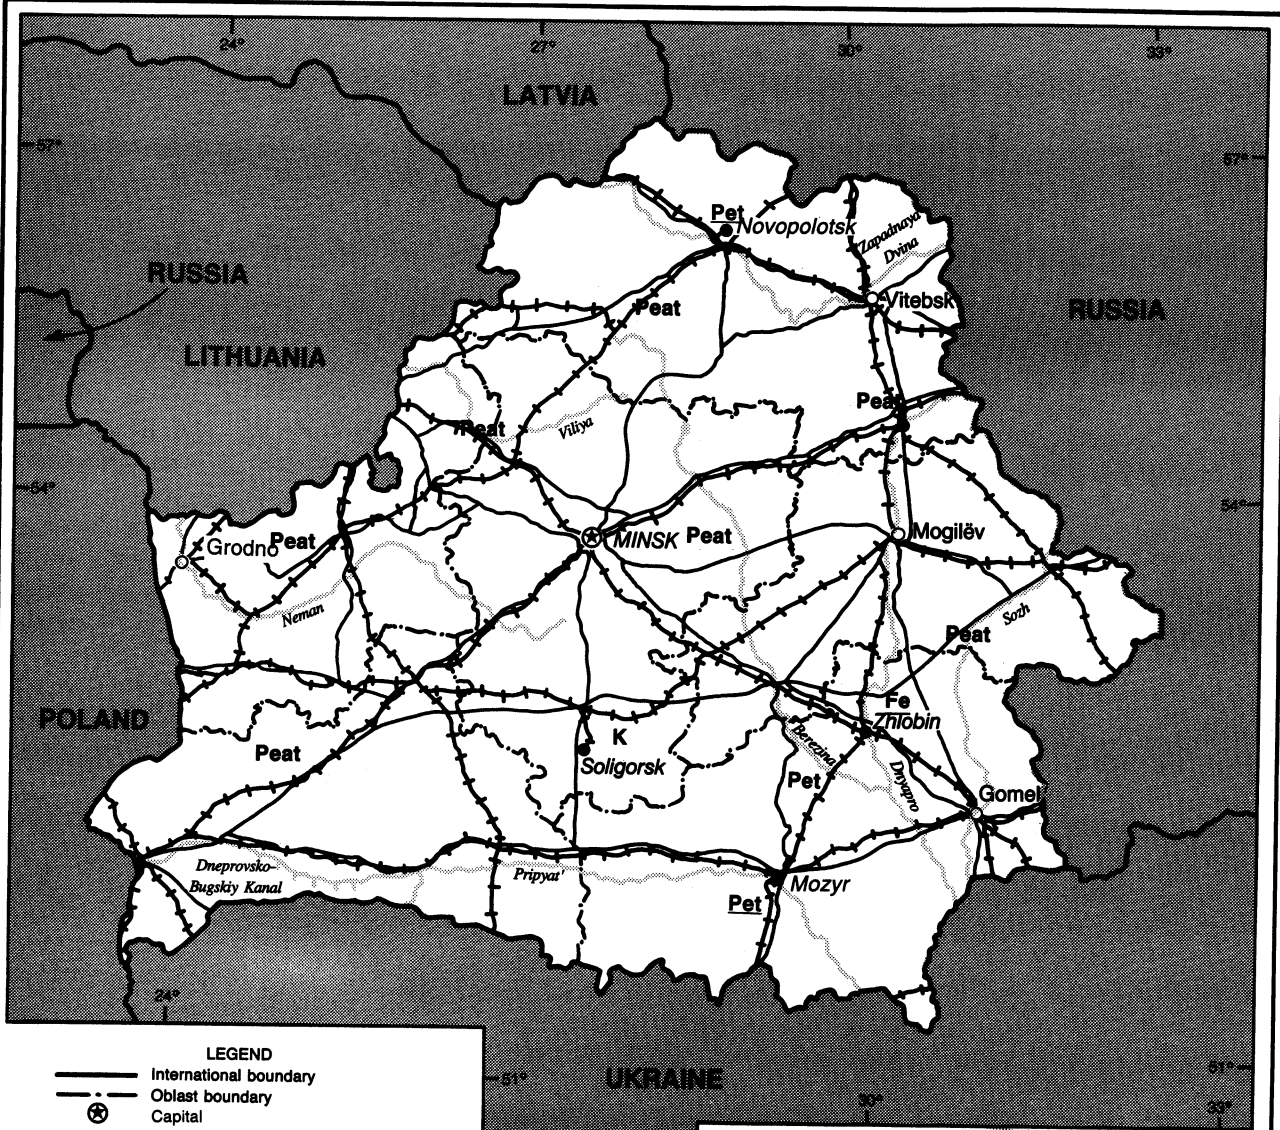 24°
27°
30°
33°
LATVIA
57°
57°
Pet
Novopolotsk
Zapadnaya
Dvina
RUSSIA
Peat
Vitebsk
RUSSIA
LITHUANIA
Peat
Peat
Viliya
54°
54°
Grodno
Peat
MINSK
Peat
Mogilëv
Neman
Sozh
Peat
POLAND
Fe
Zhlobin
Peat
K
Berezina
Soligorsk
Pet
Dnyapro
Gomel
Dneprovsko-
Bugskiy Kanal
Pripyat'
Mozyr
Pet
24°
LEGEND
International boundary
Oblast boundary
Capital
51°
UKRAINE
51°
30°
33°